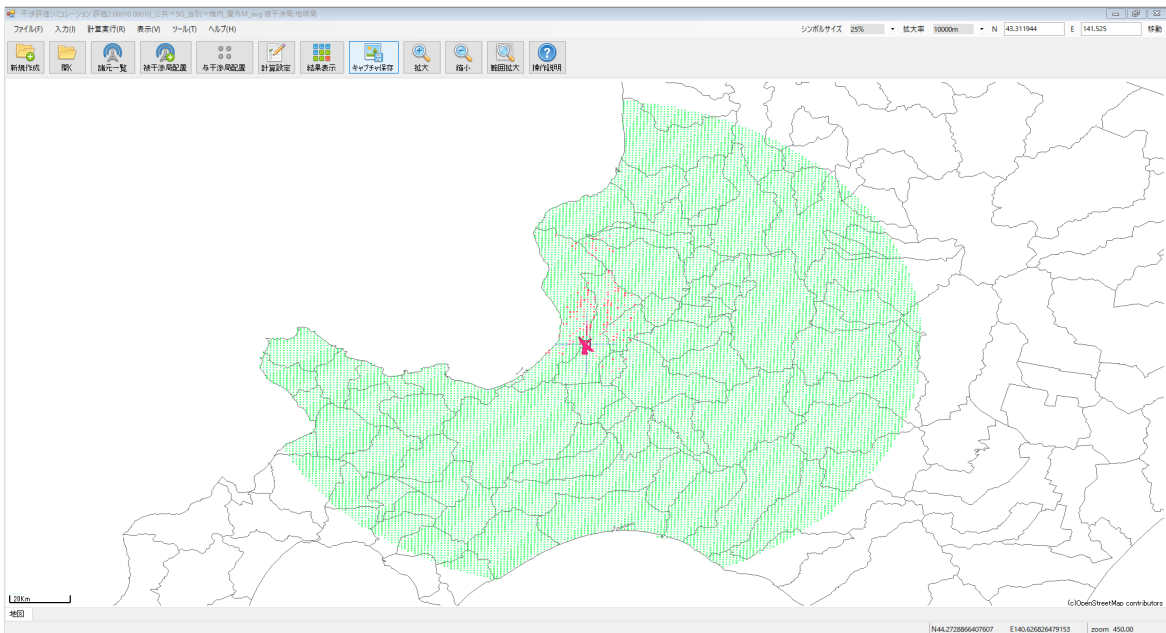 干渉評価シミュレーション 評価2 00010-00010_公共→5G_当別→稚内_屋外M_avg 被干渉局:地球局
ファイル(F) 入力(I) 計算実行(R) 表示(V) ツール(T) ヘルプ(H) シンボルサイズ 25% 拡大率 10000m N 43.311944 E 141.525 移動
新規作成 開く 諸元一覧 被干渉局配置 与干渉局配置 計算設定 結果表示 キャプチャ保存 拡大 縮小 範囲拡大 操作説明
20Km
(c)OpenStreetMap contributors
地図
N44.2728866407607 E140.626826479153 zoom 450.00